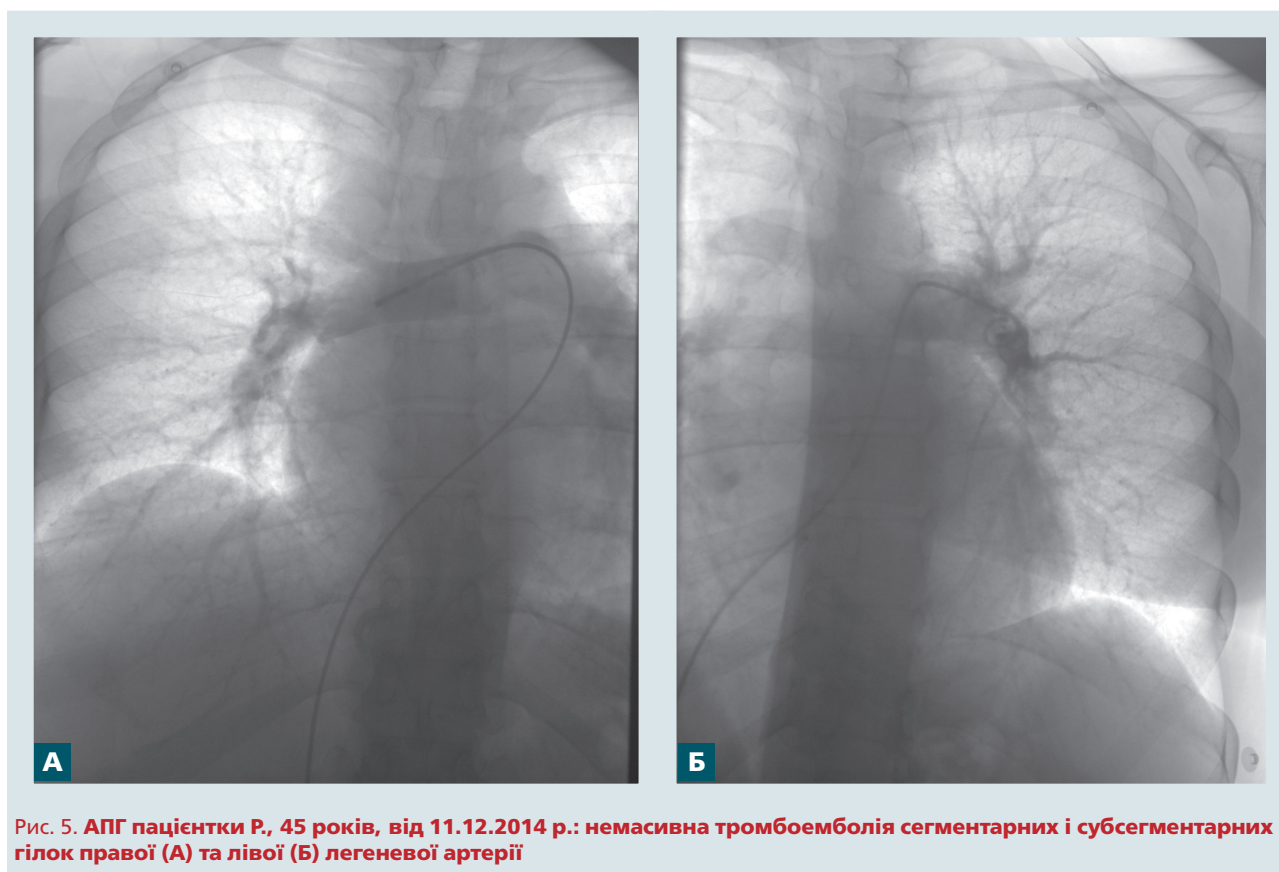 А
Б
Рис. 5. АПГ пацієнтки Р., 45 років, від 11.12.2014 р.: немасивна тромбоемболія сегментарних і субсегментарних
гілок правої (А) та лівої (Б) легеневої артерії